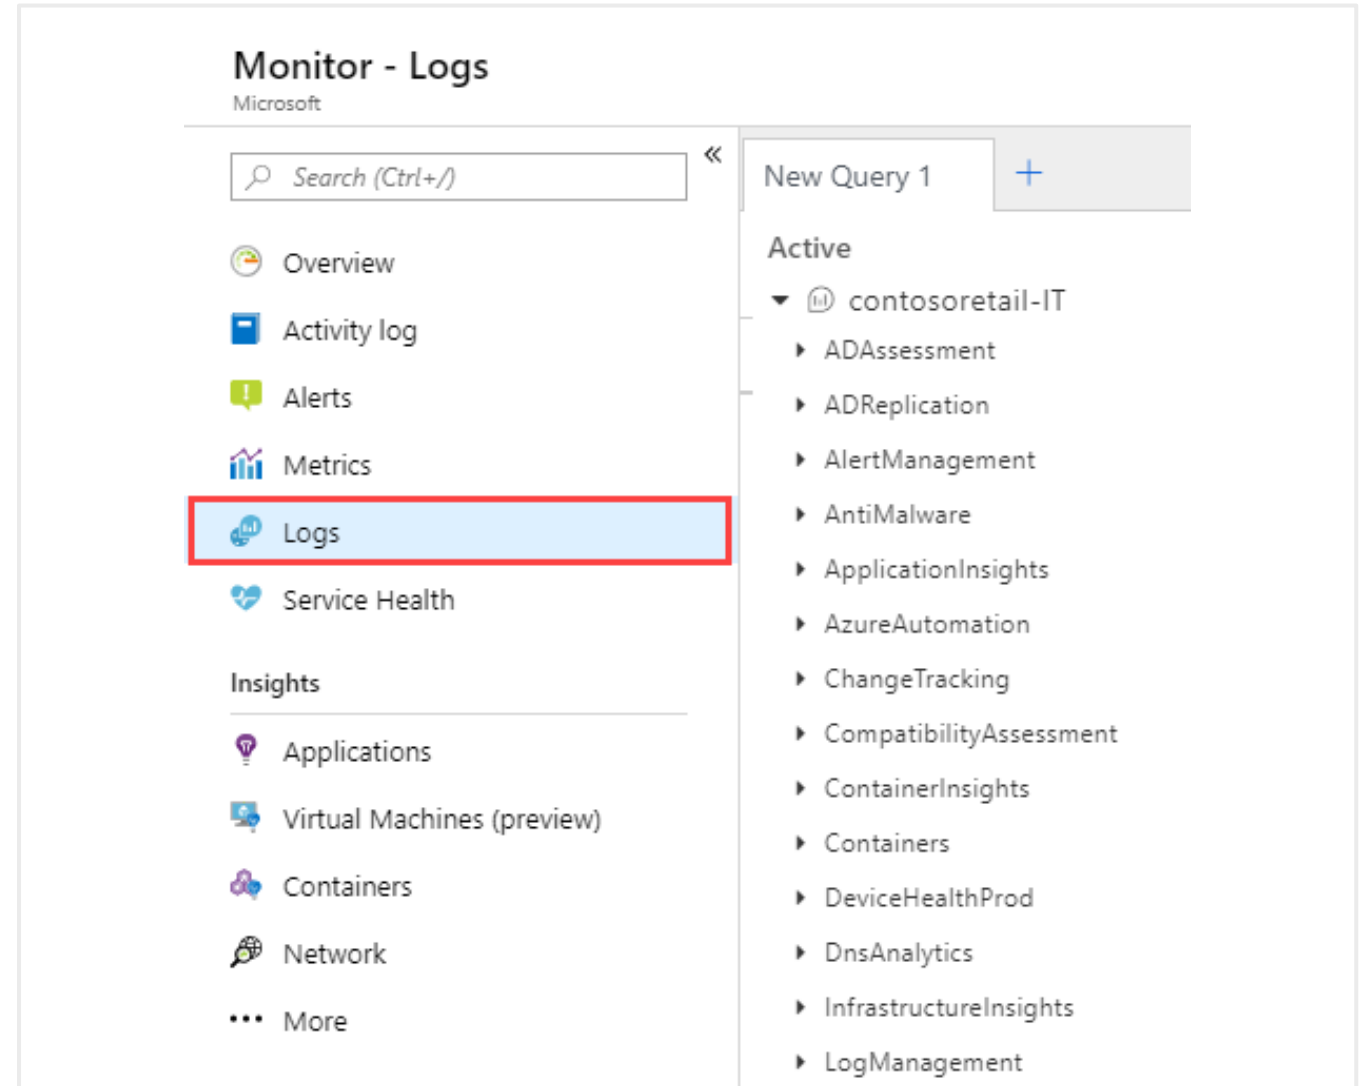 Monitor - Logs
Microsoft
Search (Ctrl+/)
«
Overview
Activity log
Alerts
Metrics
Logs
Service Health
Insights
Applications
Virtual Machines (preview)
Containers
Network
More
New Query 1 +
Active
contosoretail-IT
ADAssessment
ADReplication
AlertManagement
AntiMalware
ApplicationInsights
AzureAutomation
ChangeTracking
CompatibilityAssessment
ContainerInsights
Containers
DeviceHealthProd
DnsAnalytics
InfrastructureInsights
LogManagement